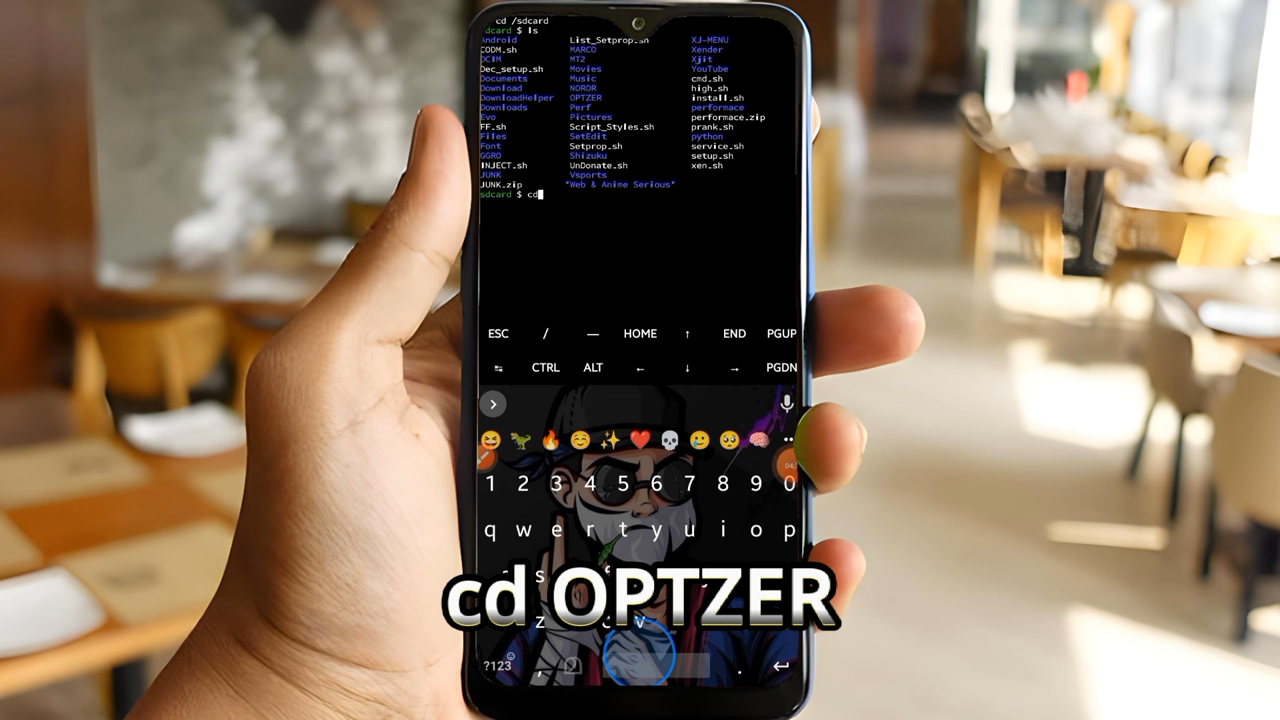 cd /sdcard
sdcard $ ls
Android List_Setprop.sh XJ-MENU
CODM.sh MARCO Xender
DCIM MT2 Xjit
Dec_setup.sh Movies YouTube
Documents Music cmd.sh
Download NOROR high.sh
DownloadHelper OPTZER install.sh
Downloads Perf performace
Evo Pictures performace.zip
FF.sh Script_Styles.sh prank.sh
Files SetEdit python
Font Setprop.sh service.sh
GGRO Shizuku setup.sh
INJECT.sh UnDonate.sh xen.sh
JUNK Vsports
JUNK.zip "Web & Anime Serious"
sdcard $ cd
ESC / — HOME ↑ END PGUP
↹ CTRL ALT ← ↓ → PGDN
1 2 3 4 5 6 7 8 9 0
q w e r t y u i o p
s
cd OPTZER
z v
?123 , .